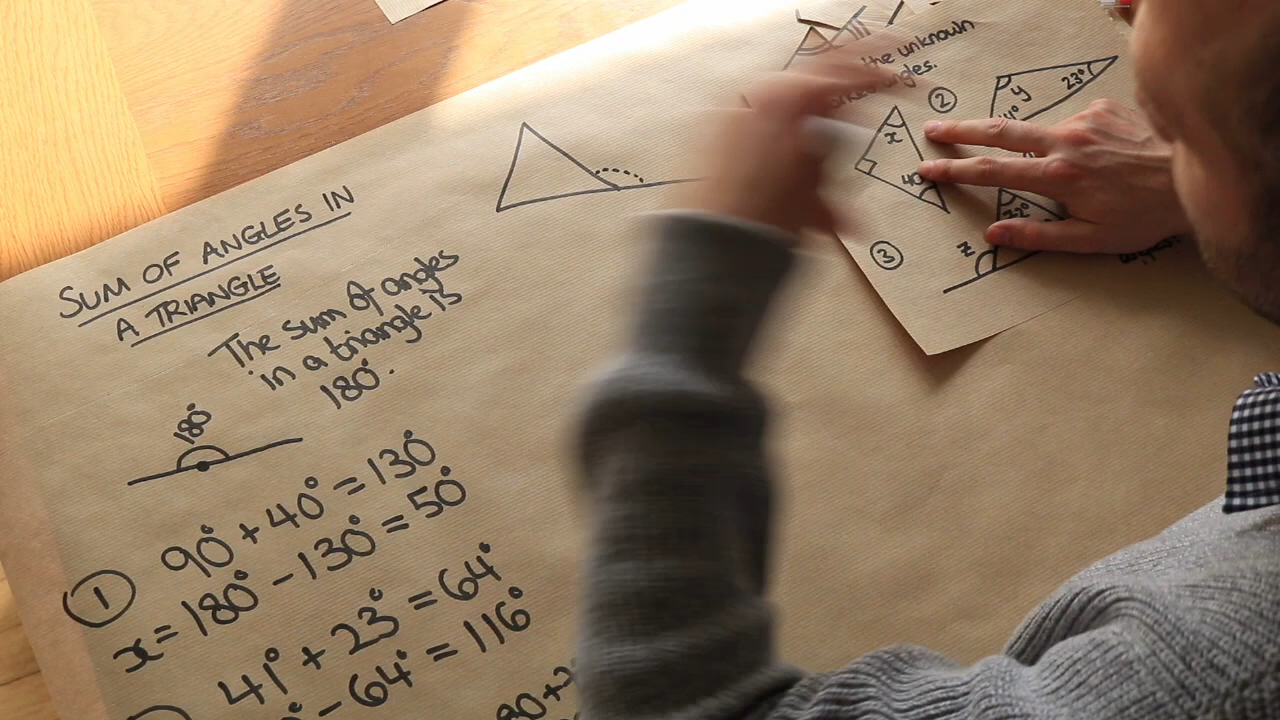 SUM OF ANGLES IN
A TRIANGLE
The sum of angles
in a triangle is
180°.
180°
① 90° + 40° = 130°
x = 180° - 130° = 50°
41° + 23° = 64°
- 64° = 116°
the unknown
angles.
②
x
40
y
23°
③
z